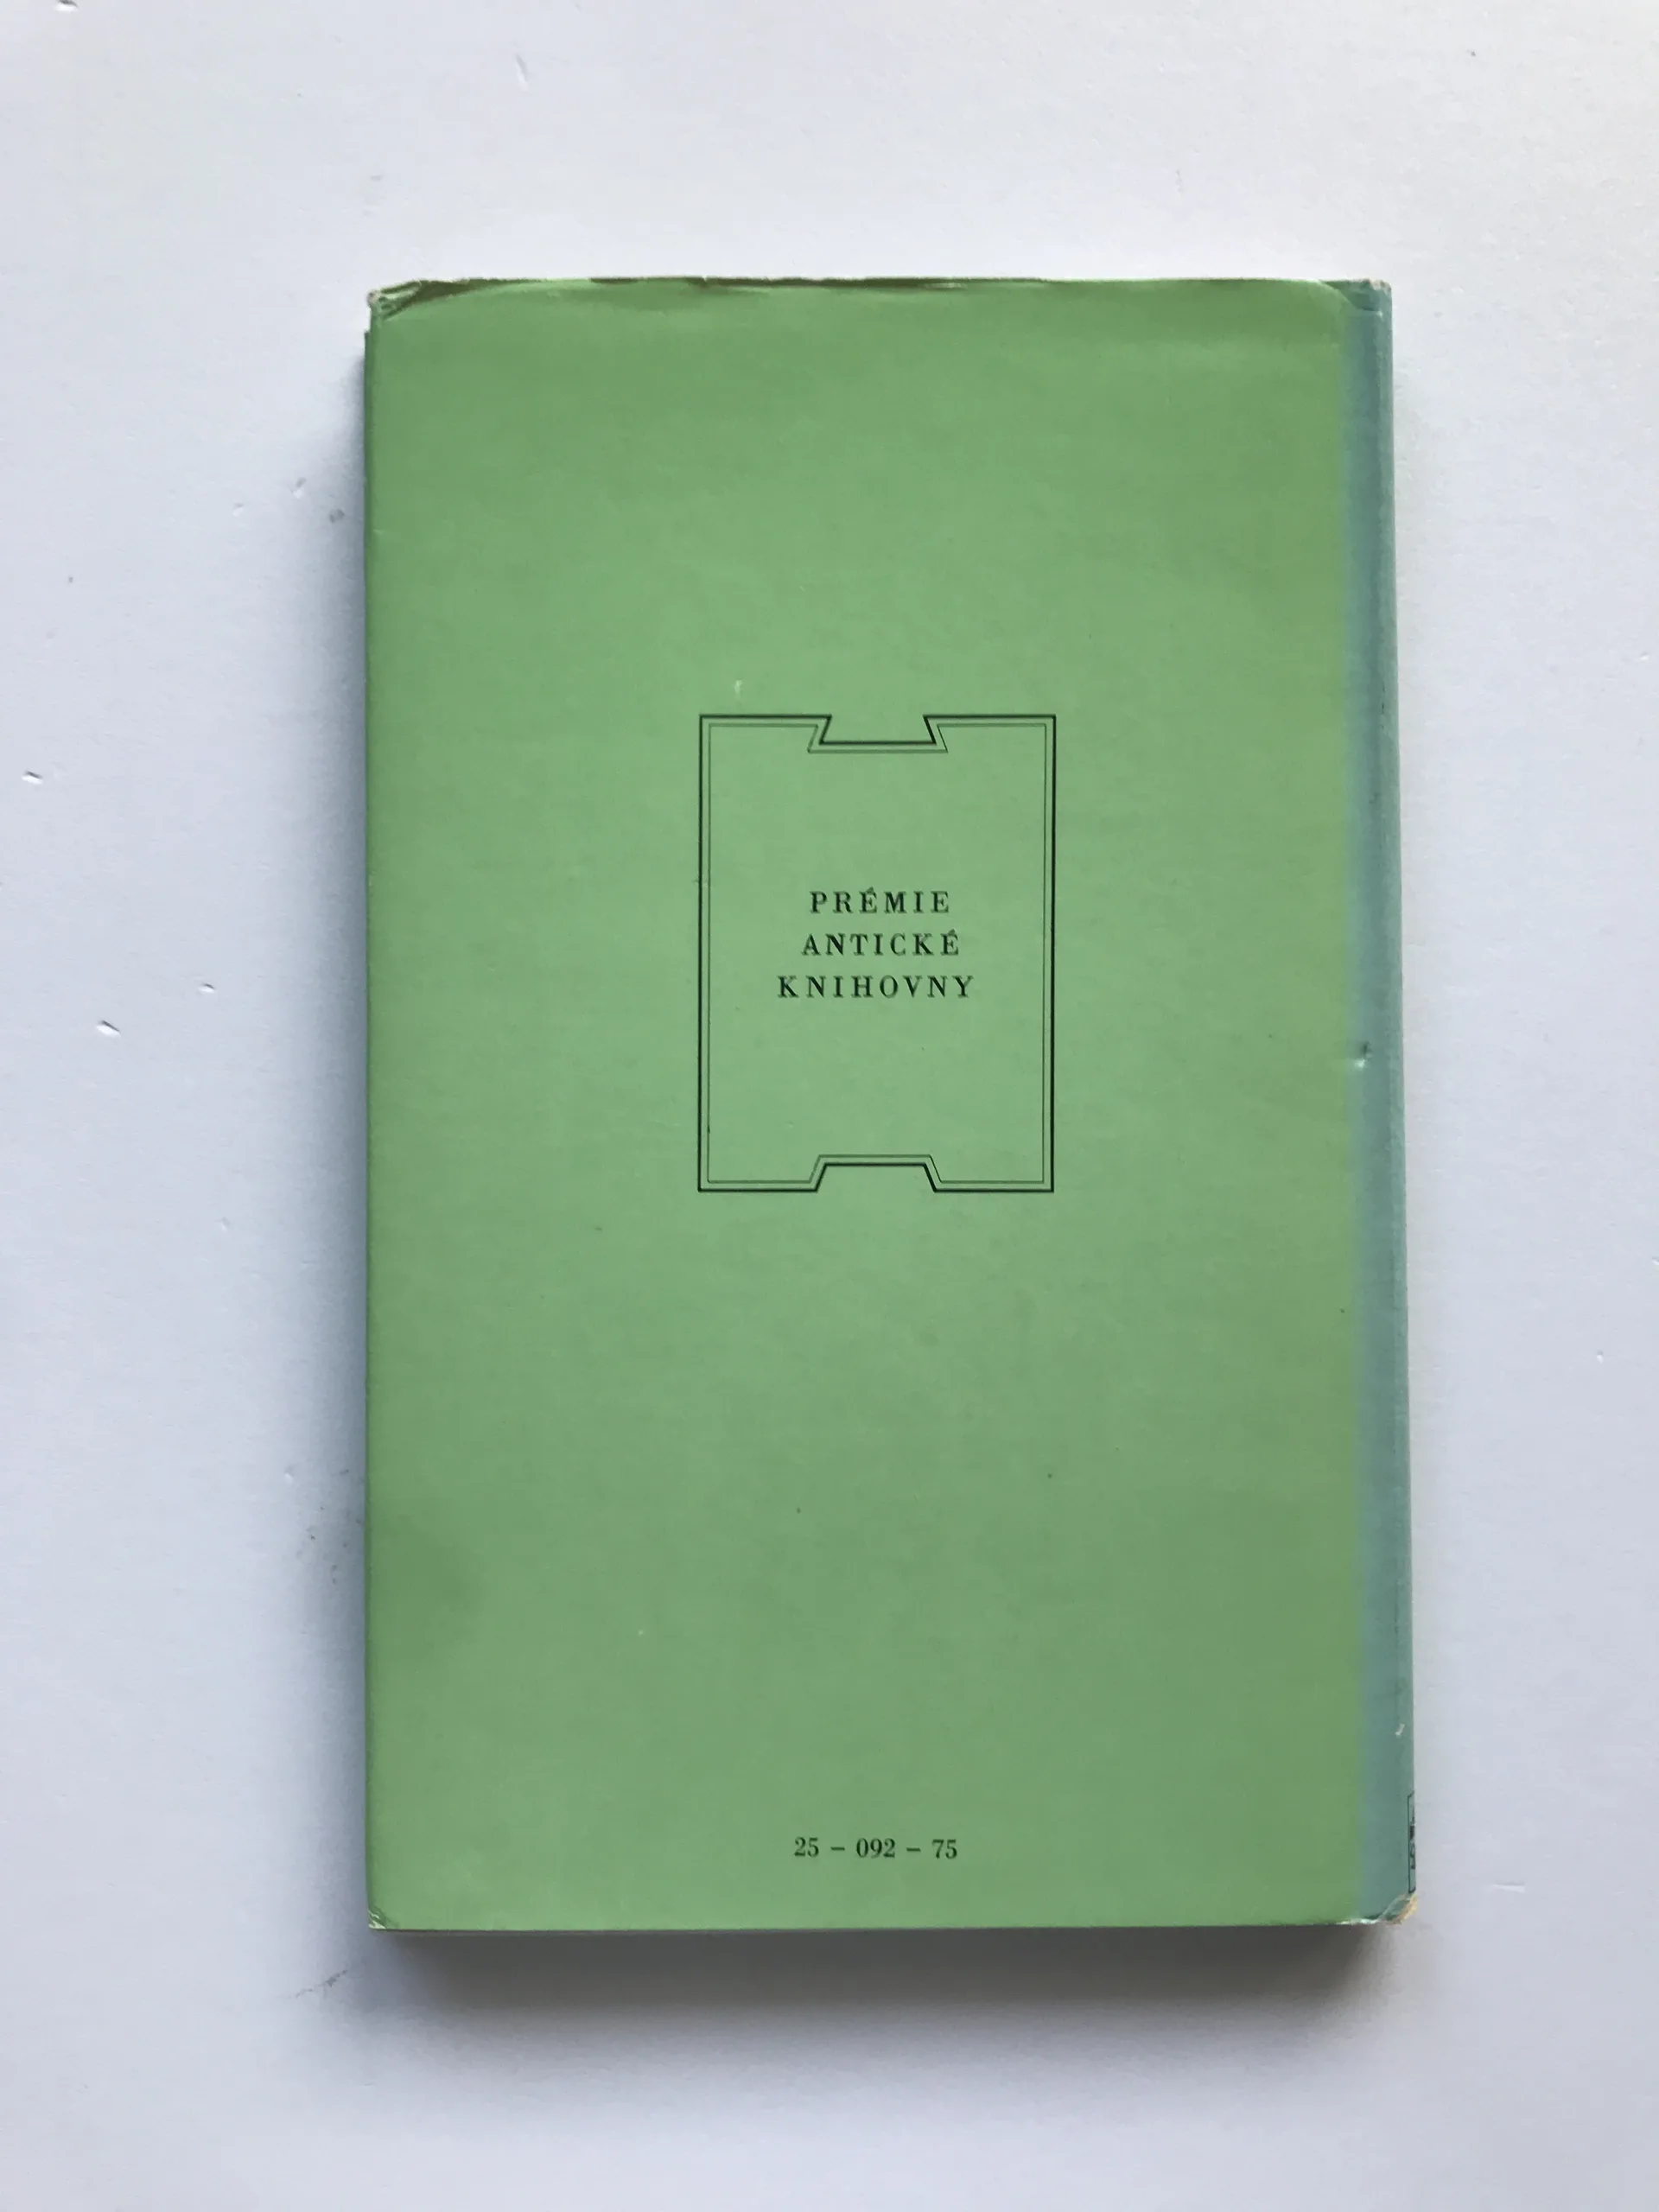 PRÉMIE
ANTICKÉ
KNIHOVNY
25 – 092 – 75